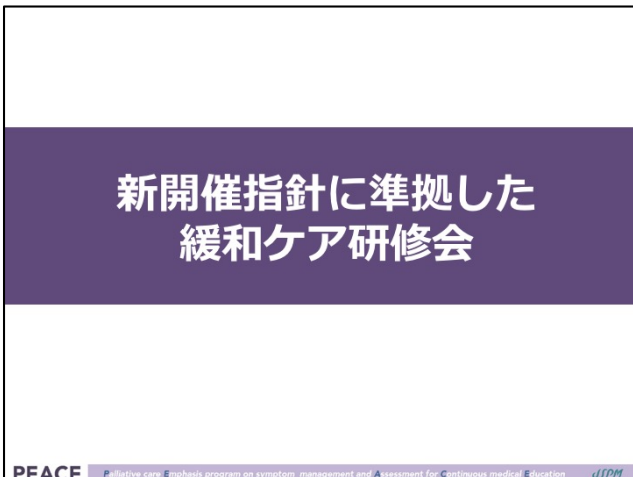 新開催指針に準拠した
緩和ケア研修会
PEACE Palliative care Emphasis program on symptom management and Assessment for Continuous medical Education JSPM